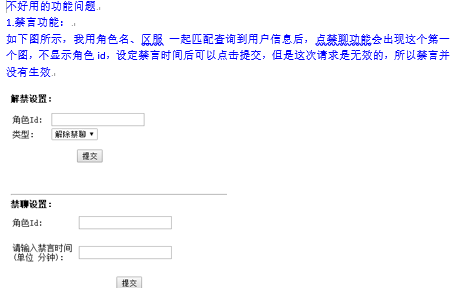 不好用的功能问题
1.禁言功能：
如下图所示，我用角色名、区服 一起匹配查询到用户信息后，点禁聊功能会出现这个第一
个图，不显示角色 id，设定禁言时间后可以点击提交，但是这次请求是无效的，所以禁言并
没有生效
解禁设置：
角色Id：
类型： 解除禁聊
提交
禁聊设置：
角色Id：
请输入禁言时间
(单位 分钟)：
提交